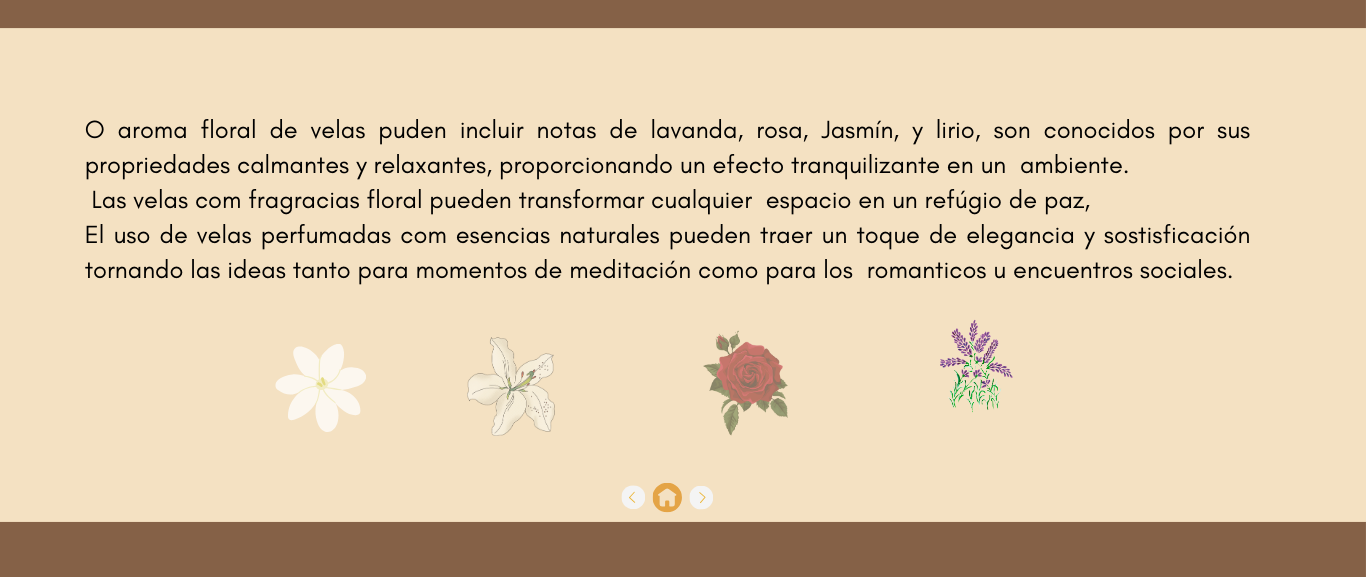 O aroma floral de velas puden incluir notas de lavanda, rosa, Jasmín, y lirio, son conocidos por sus
propriedades calmantes y relaxantes, proporcionando un efecto tranquilizante en un ambiente.
Las velas com fragracias floral pueden transformar cualquier espacio en un refúgio de paz,
El uso de velas perfumadas com esencias naturales pueden traer un toque de elegancia y sostisficación
tornando las ideas tanto para momentos de meditación como para los romanticos u encuentros sociales.